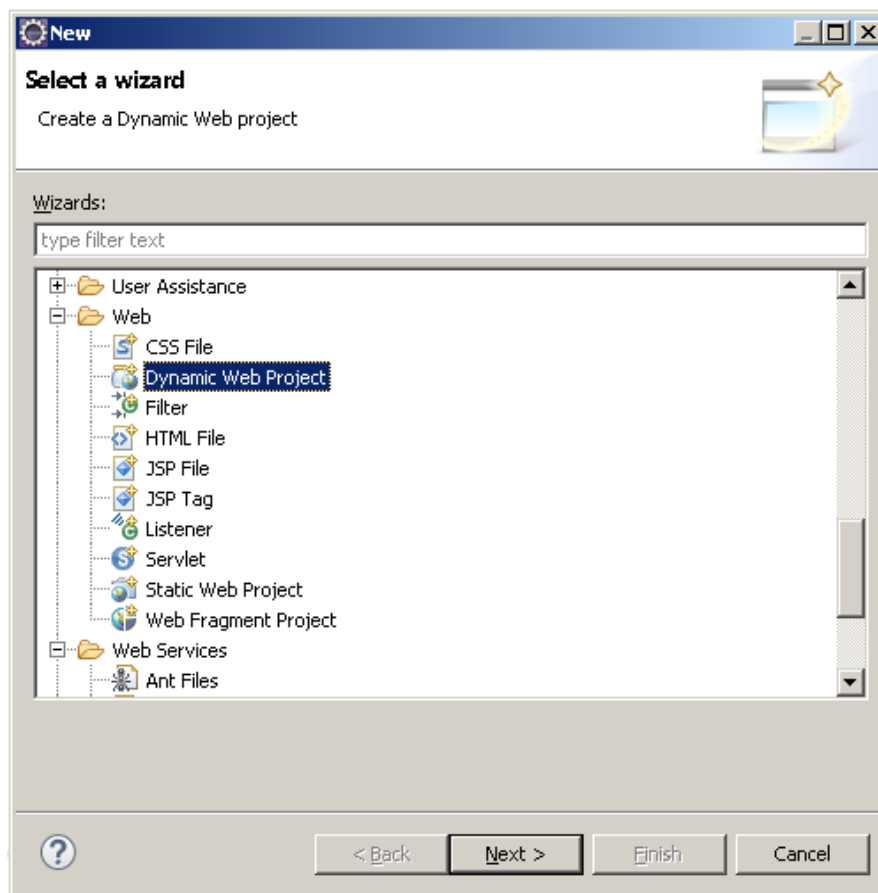 New
Select a wizard
Create a Dynamic Web project
Wizards:
type filter text
User Assistance
Web
CSS File
Dynamic Web Project
Filter
HTML File
JSP File
JSP Tag
Listener
Servlet
Static Web Project
Web Fragment Project
Web Services
Ant Files
< Back Next > Finish Cancel